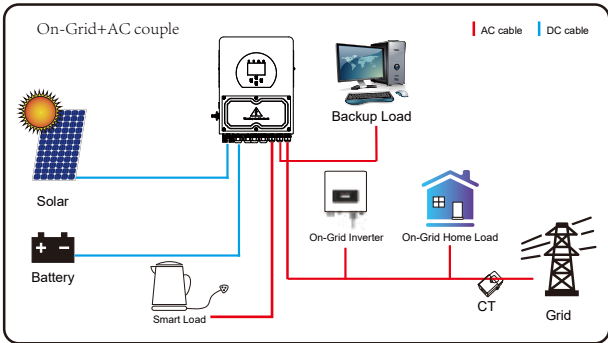 On-Grid+AC couple
AC cable
DC cable
Backup Load
Solar
On-Grid Inverter
On-Grid Home Load
Battery
Smart Load
CT
Grid